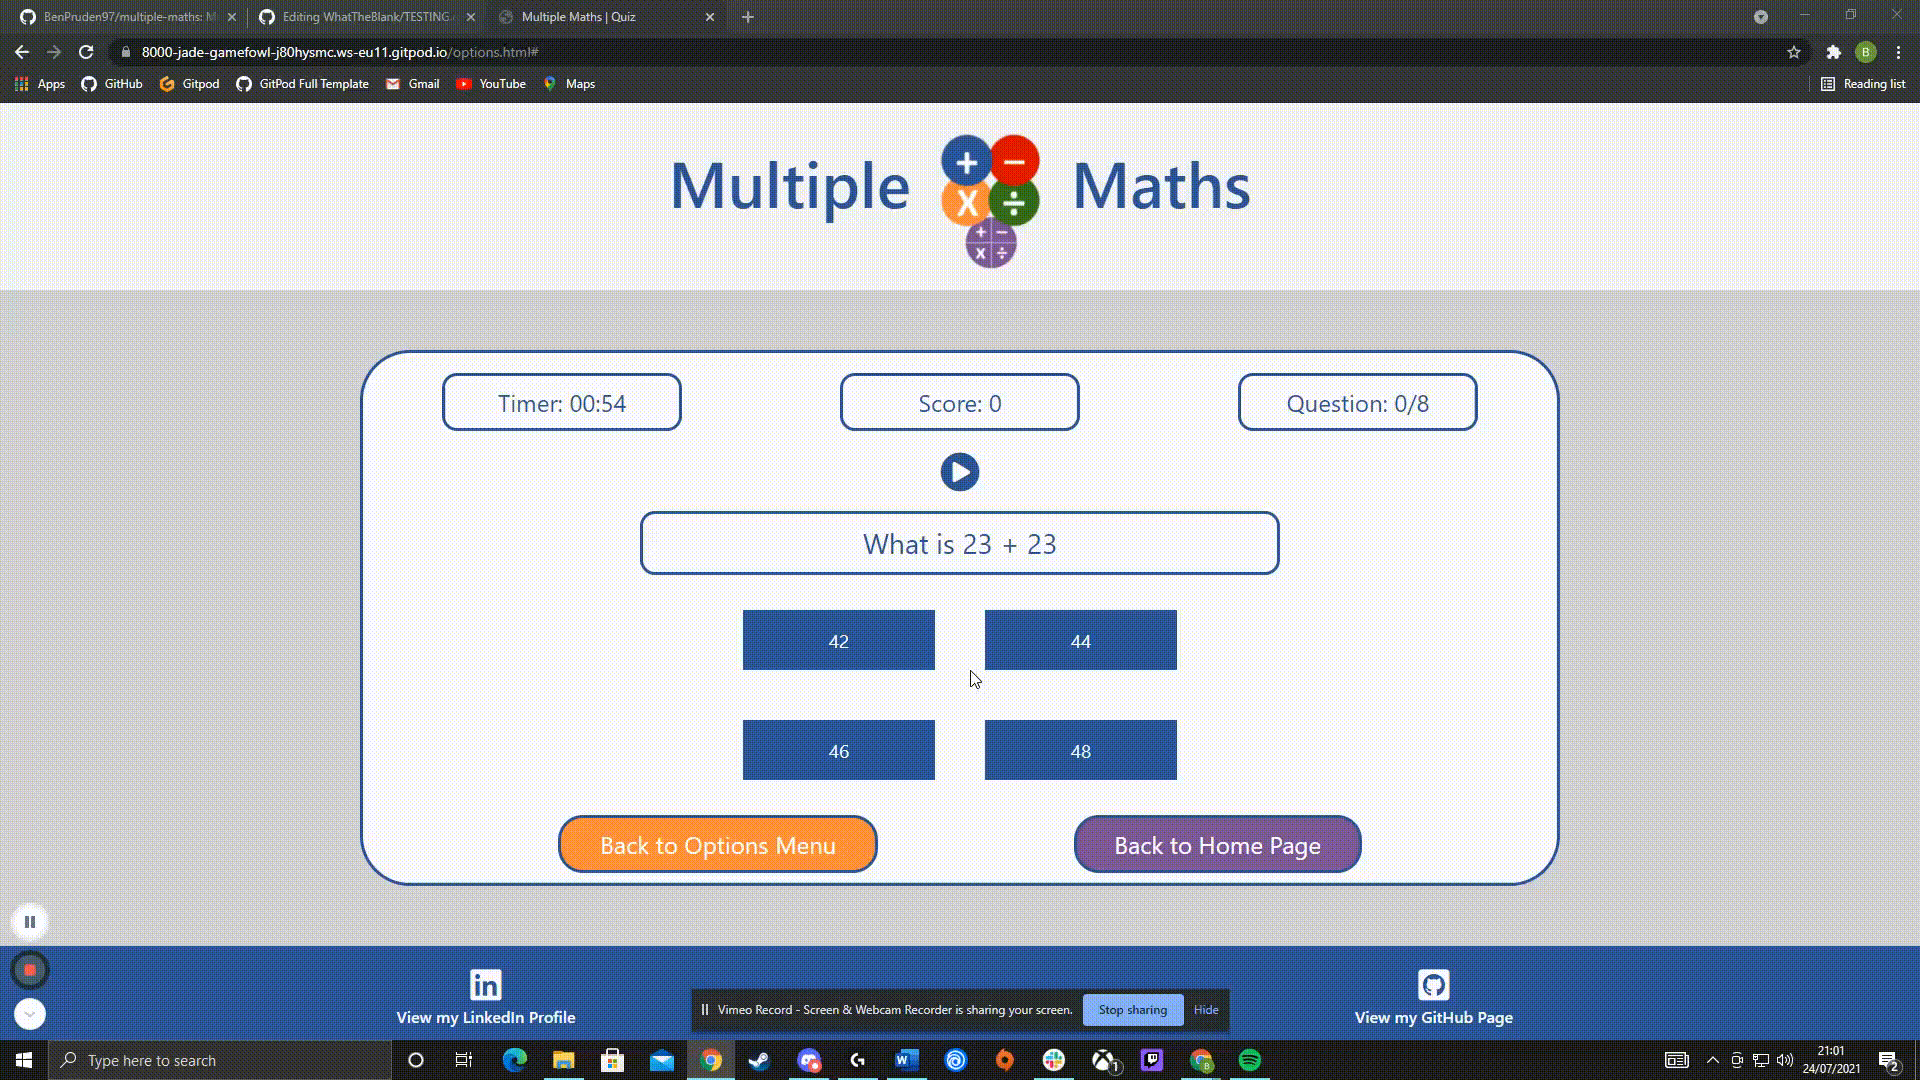 BenPruden97/multiple-maths: M
Editing WhatTheBlank/TESTING.
Multiple Maths | Quiz
8000-jade-gamefowl-j80hysmc.ws-eu11.gitpod.io/options.html#
B
Apps
GitHub
Gitpod
GitPod Full Template
Gmail
YouTube
Maps
Reading list
Multiple
+ −
X ÷
+ −
x ÷
Maths
Timer: 00:54
Score: 0
Question: 0/8
What is 23 + 23
42
44
46
48
Back to Options Menu
Back to Home Page
in
View my LinkedIn Profile
Vimeo Record - Screen & Webcam Recorder is sharing your screen.
Stop sharing
Hide
View my GitHub Page
Type here to search
W
1
B
21:01
24/07/2021
2